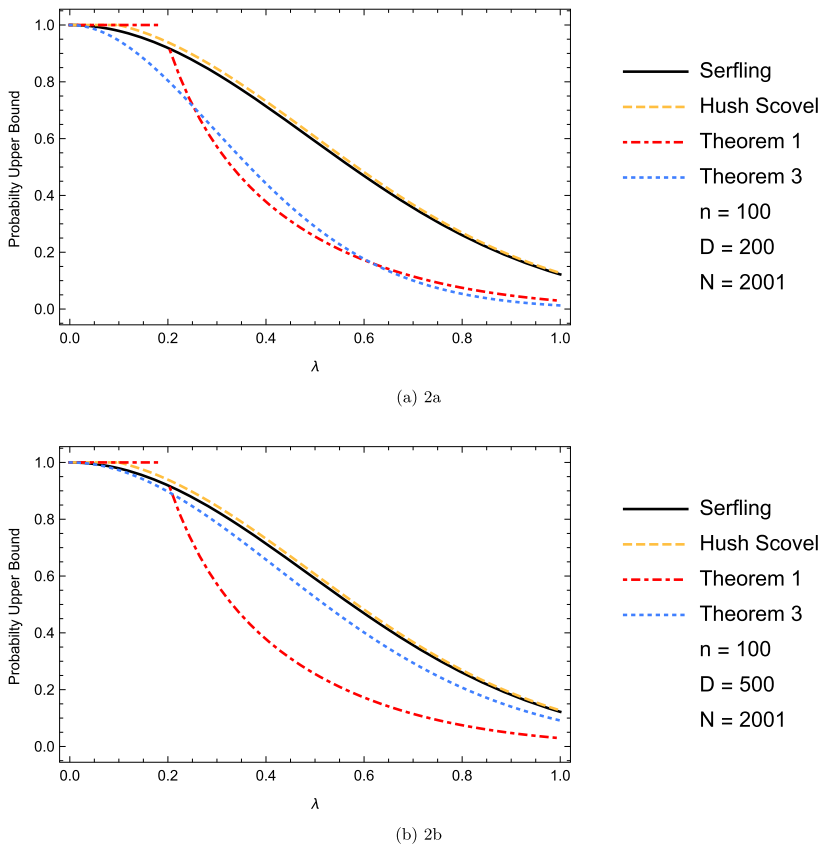 1.0
0.8
0.6
0.4
0.2
0.0
Probabilty Upper Bound
0.0 0.2 0.4 0.6 0.8 1.0
λ
Serfling
Hush Scovel
Theorem 1
Theorem 3
n = 100
D = 200
N = 2001
(a) 2a
1.0
0.8
0.6
0.4
0.2
0.0
Probabilty Upper Bound
0.0 0.2 0.4 0.6 0.8 1.0
λ
Serfling
Hush Scovel
Theorem 1
Theorem 3
n = 100
D = 500
N = 2001
(b) 2b